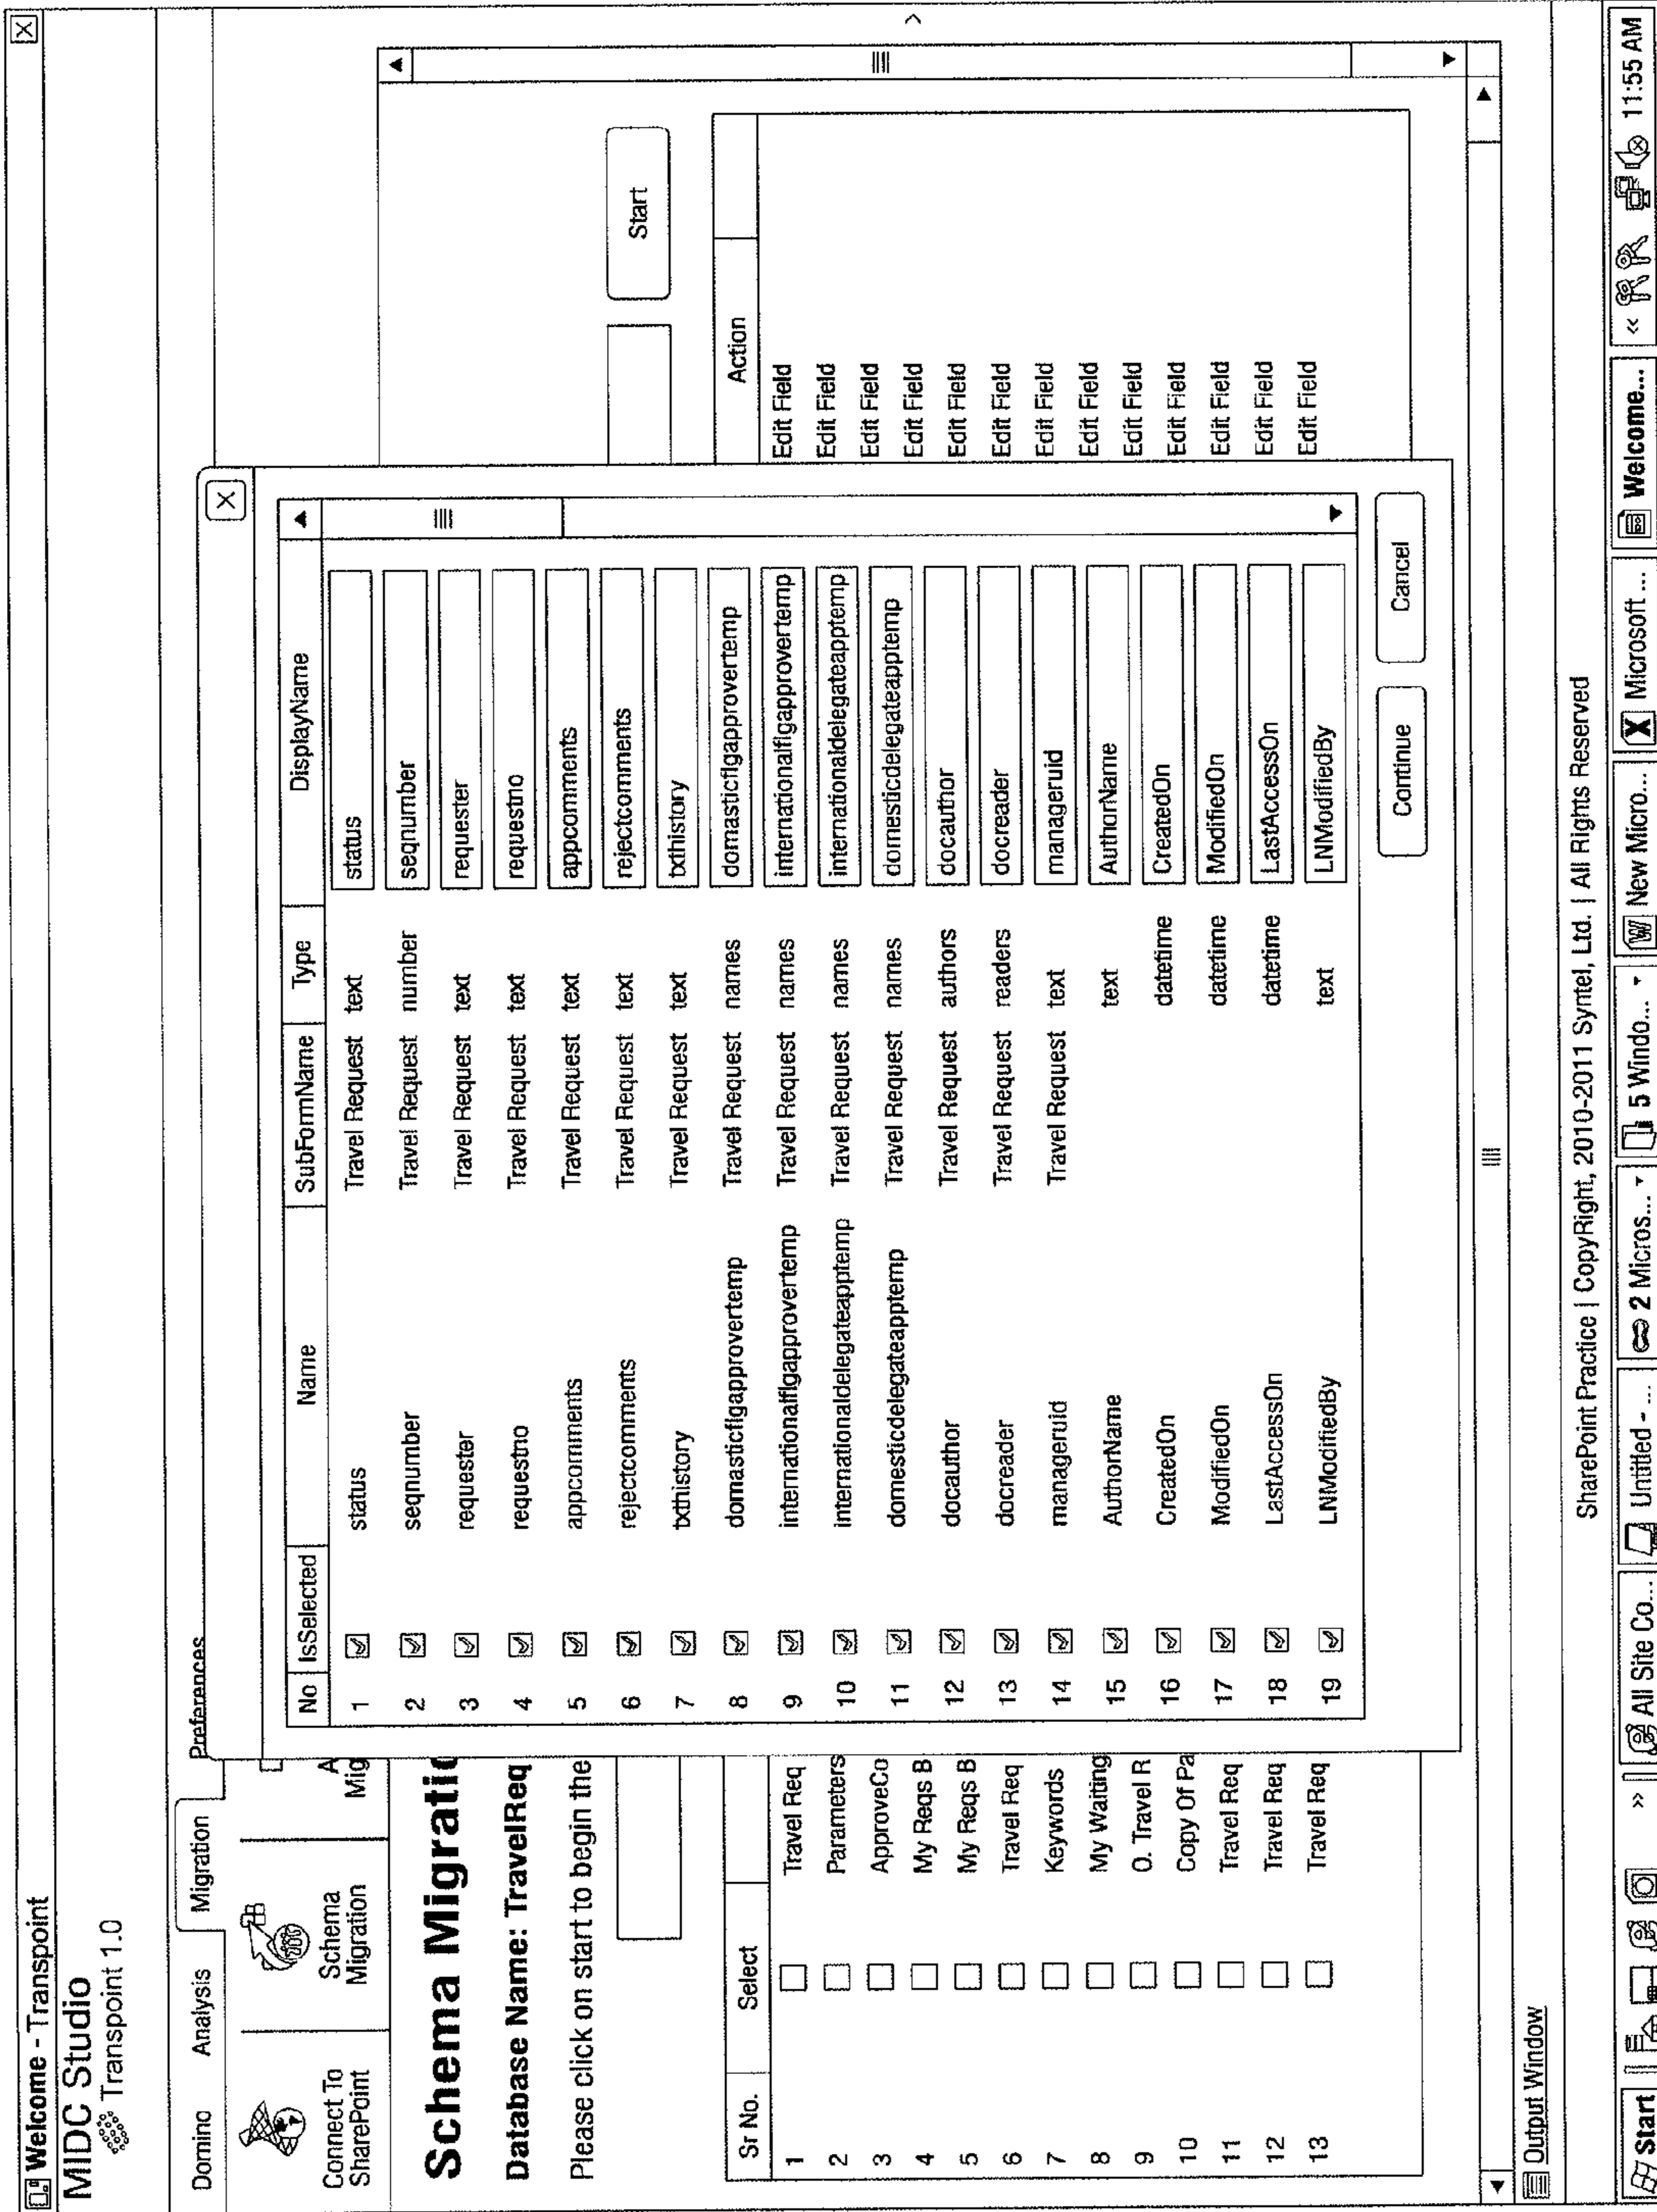 Welcome - Transpoint
MIDC Studio
Transpoint 1.0
Domino Analysis Migration Preferences
Connect To SharePoint
Schema Migration
A
Mig
Schema Migratic
Database Name: TravelReq
Please click on start to begin the
Start
Sr No. Select Action
1 Travel Req Edit Field
2 Parameters Edit Field
3 ApproveCo Edit Field
4 My Reqs B Edit Field
5 My Reqs B Edit Field
6 Travel Req Edit Field
7 Keywords Edit Field
8 My Waiting Edit Field
9 O. Travel R Edit Field
10 Copy Of Pa Edit Field
11 Travel Req Edit Field
12 Travel Req Edit Field
13 Travel Req Edit Field
No IsSelected Name SubFormName Type DisplayName
1 status Travel Request text status
2 seqnumber Travel Request number seqnumber
3 requester Travel Request text requester
4 requestno Travel Request text requestno
5 appcomments Travel Request text appcomments
6 rejectcomments Travel Request text rejectcomments
7 txthistory Travel Request text txthistory
8 domasticflgapprovertemp Travel Request names domasticflgapprovertemp
9 internationalflgapprovertemp Travel Request names internationalflgapprovertemp
10 internationaldelegateapptemp Travel Request names internationaldelegateapptemp
11 domesticdelegateapptemp Travel Request names domesticdelegateapptemp
12 docauthor Travel Request authors docauthor
13 docreader Travel Request readers docreader
14 manageruid Travel Request text manageruid
15 AuthorName text AuthorName
16 CreatedOn datetime CreatedOn
17 ModifiedOn datetime ModifiedOn
18 LastAccessOn datetime LastAccessOn
19 LNModifiedBy text LNModifiedBy
Continue Cancel
Output Window
SharePoint Practice | CopyRight, 2010-2011 Syntel, Ltd. | All Rights Reserved
Start » All Site Co... Untitled - ... 2 Micros... 5 Windo... New Micro... Microsoft ... Welcome... « 11:55 AM